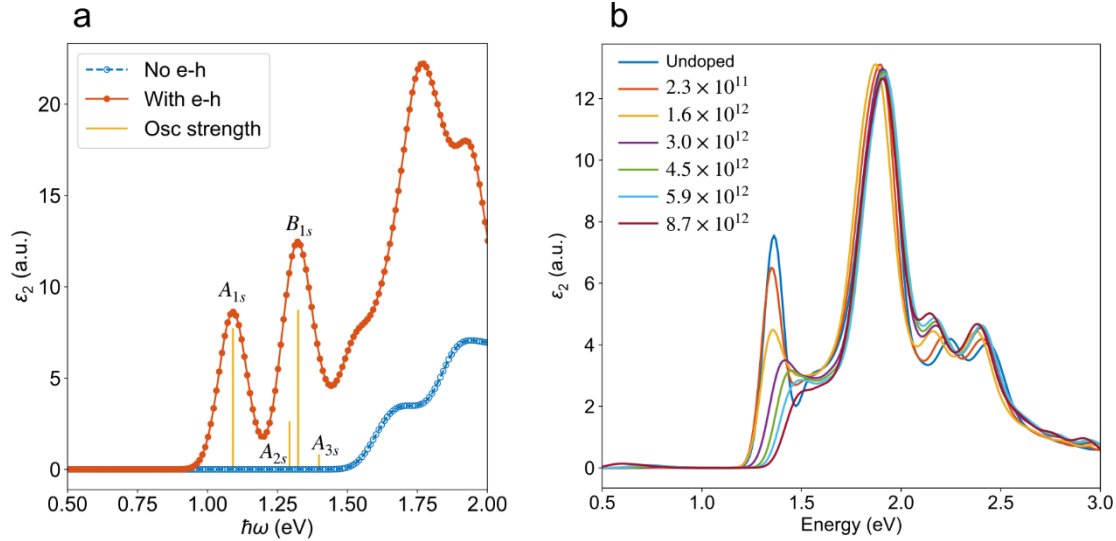 a
No e-h
With e-h
Osc strength
A1s
B1s
A2s
A3s
20
15
10
5
0
ε2 (a.u.)
0.50 0.75 1.00 1.25 1.50 1.75 2.00
ħω (eV)
b
Undoped
2.3 × 10¹¹
1.6 × 10¹²
3.0 × 10¹²
4.5 × 10¹²
5.9 × 10¹²
8.7 × 10¹²
12
10
8
6
4
2
0
ε2 (a.u.)
0.5 1.0 1.5 2.0 2.5 3.0
Energy (eV)